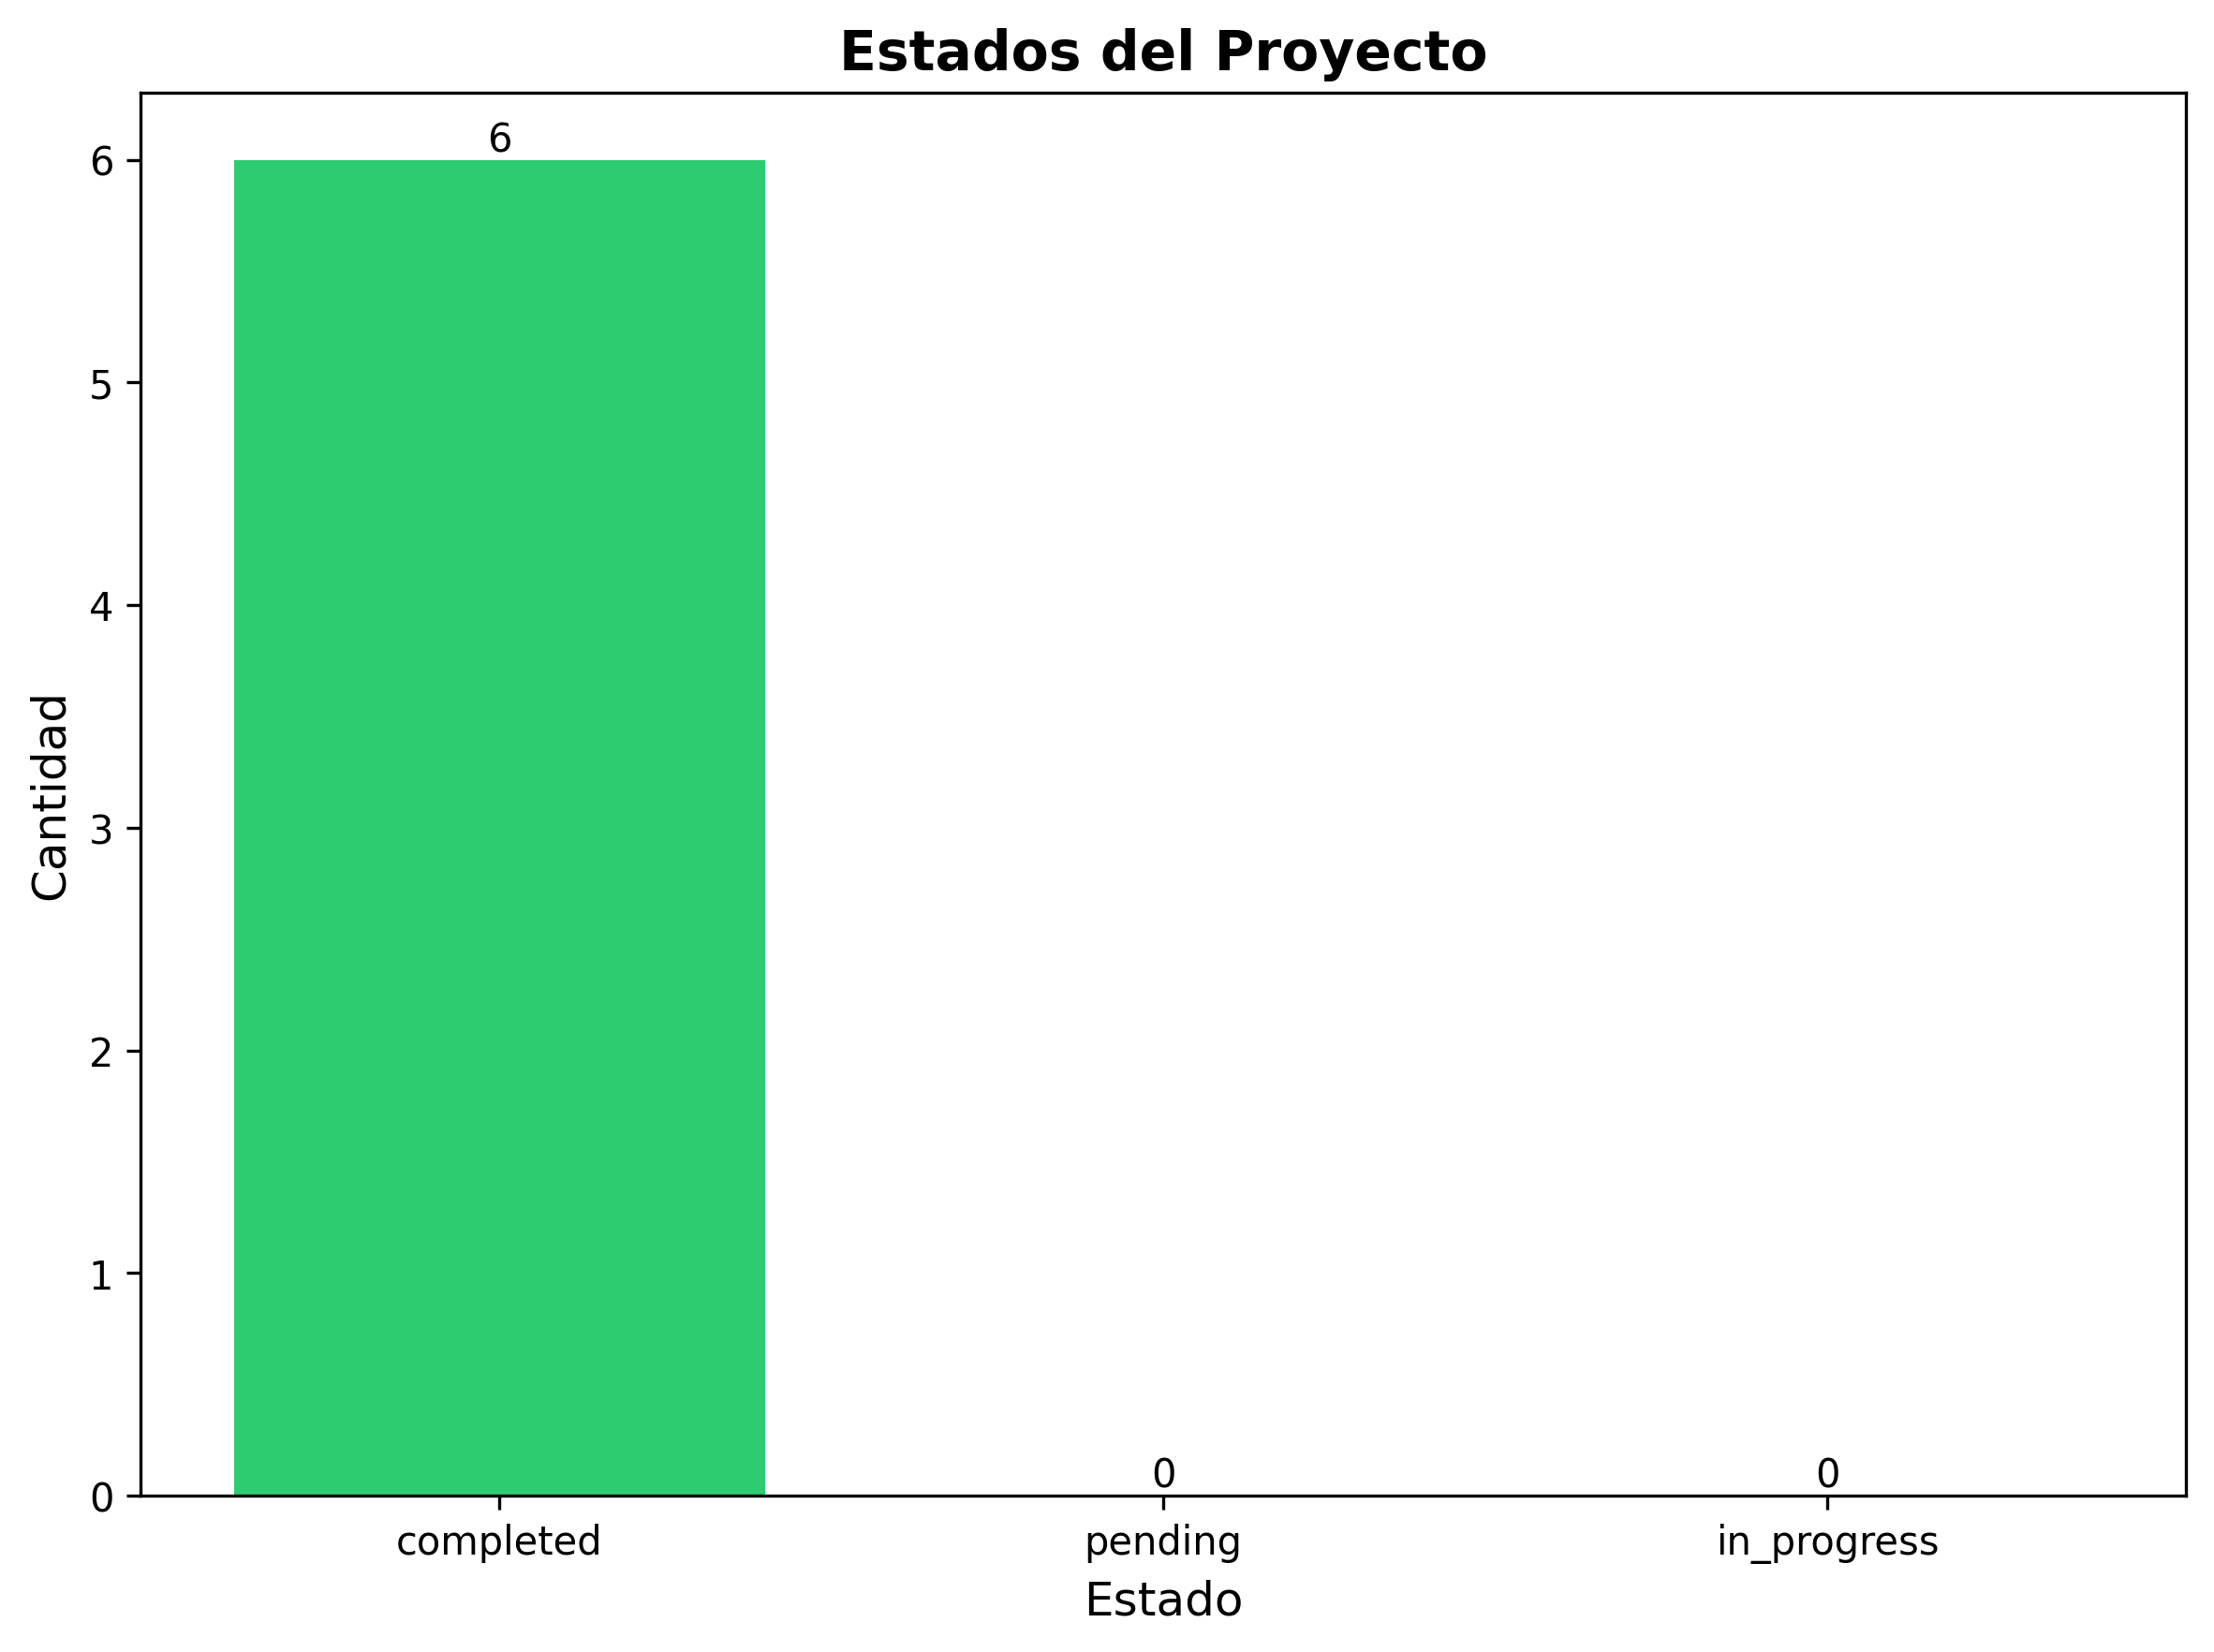 Estados del Proyecto
6
6
5
4
3
2
1
0
0
0
Cantidad
completed
pending
in_progress
Estado